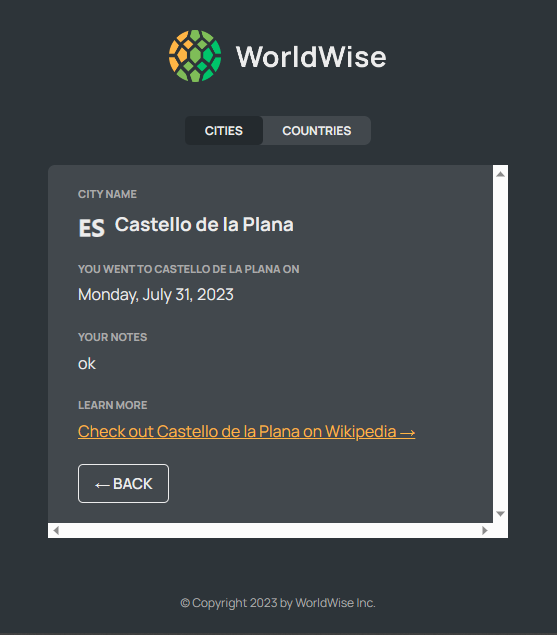 WorldWise
CITIES COUNTRIES
CITY NAME
ES Castello de la Plana
YOU WENT TO CASTELLO DE LA PLANA ON
Monday, July 31, 2023
YOUR NOTES
ok
LEARN MORE
Check out Castello de la Plana on Wikipedia →
← BACK
© Copyright 2023 by WorldWise Inc.